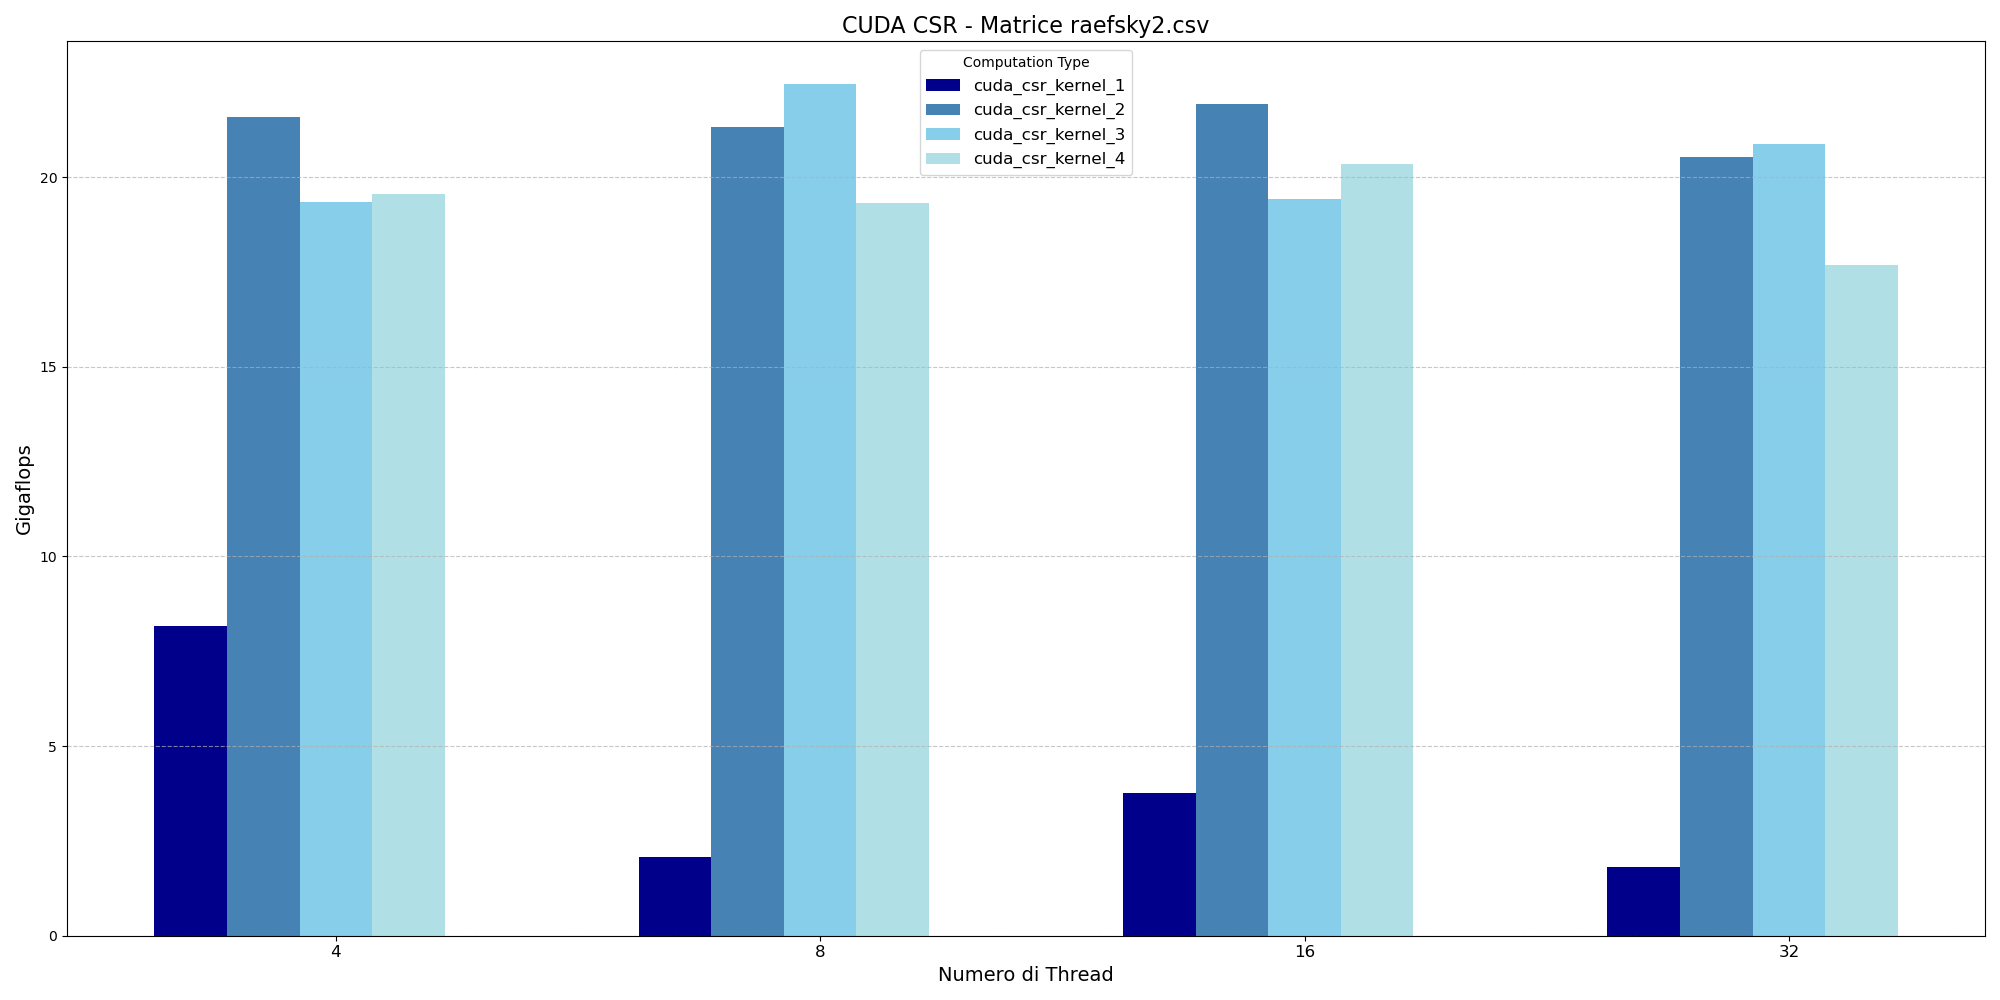 CUDA CSR - Matrice raefsky2.csv
Computation Type
cuda_csr_kernel_1
cuda_csr_kernel_2
cuda_csr_kernel_3
cuda_csr_kernel_4
Gigaflops
20
15
10
5
0
4 8 16 32
Numero di Thread